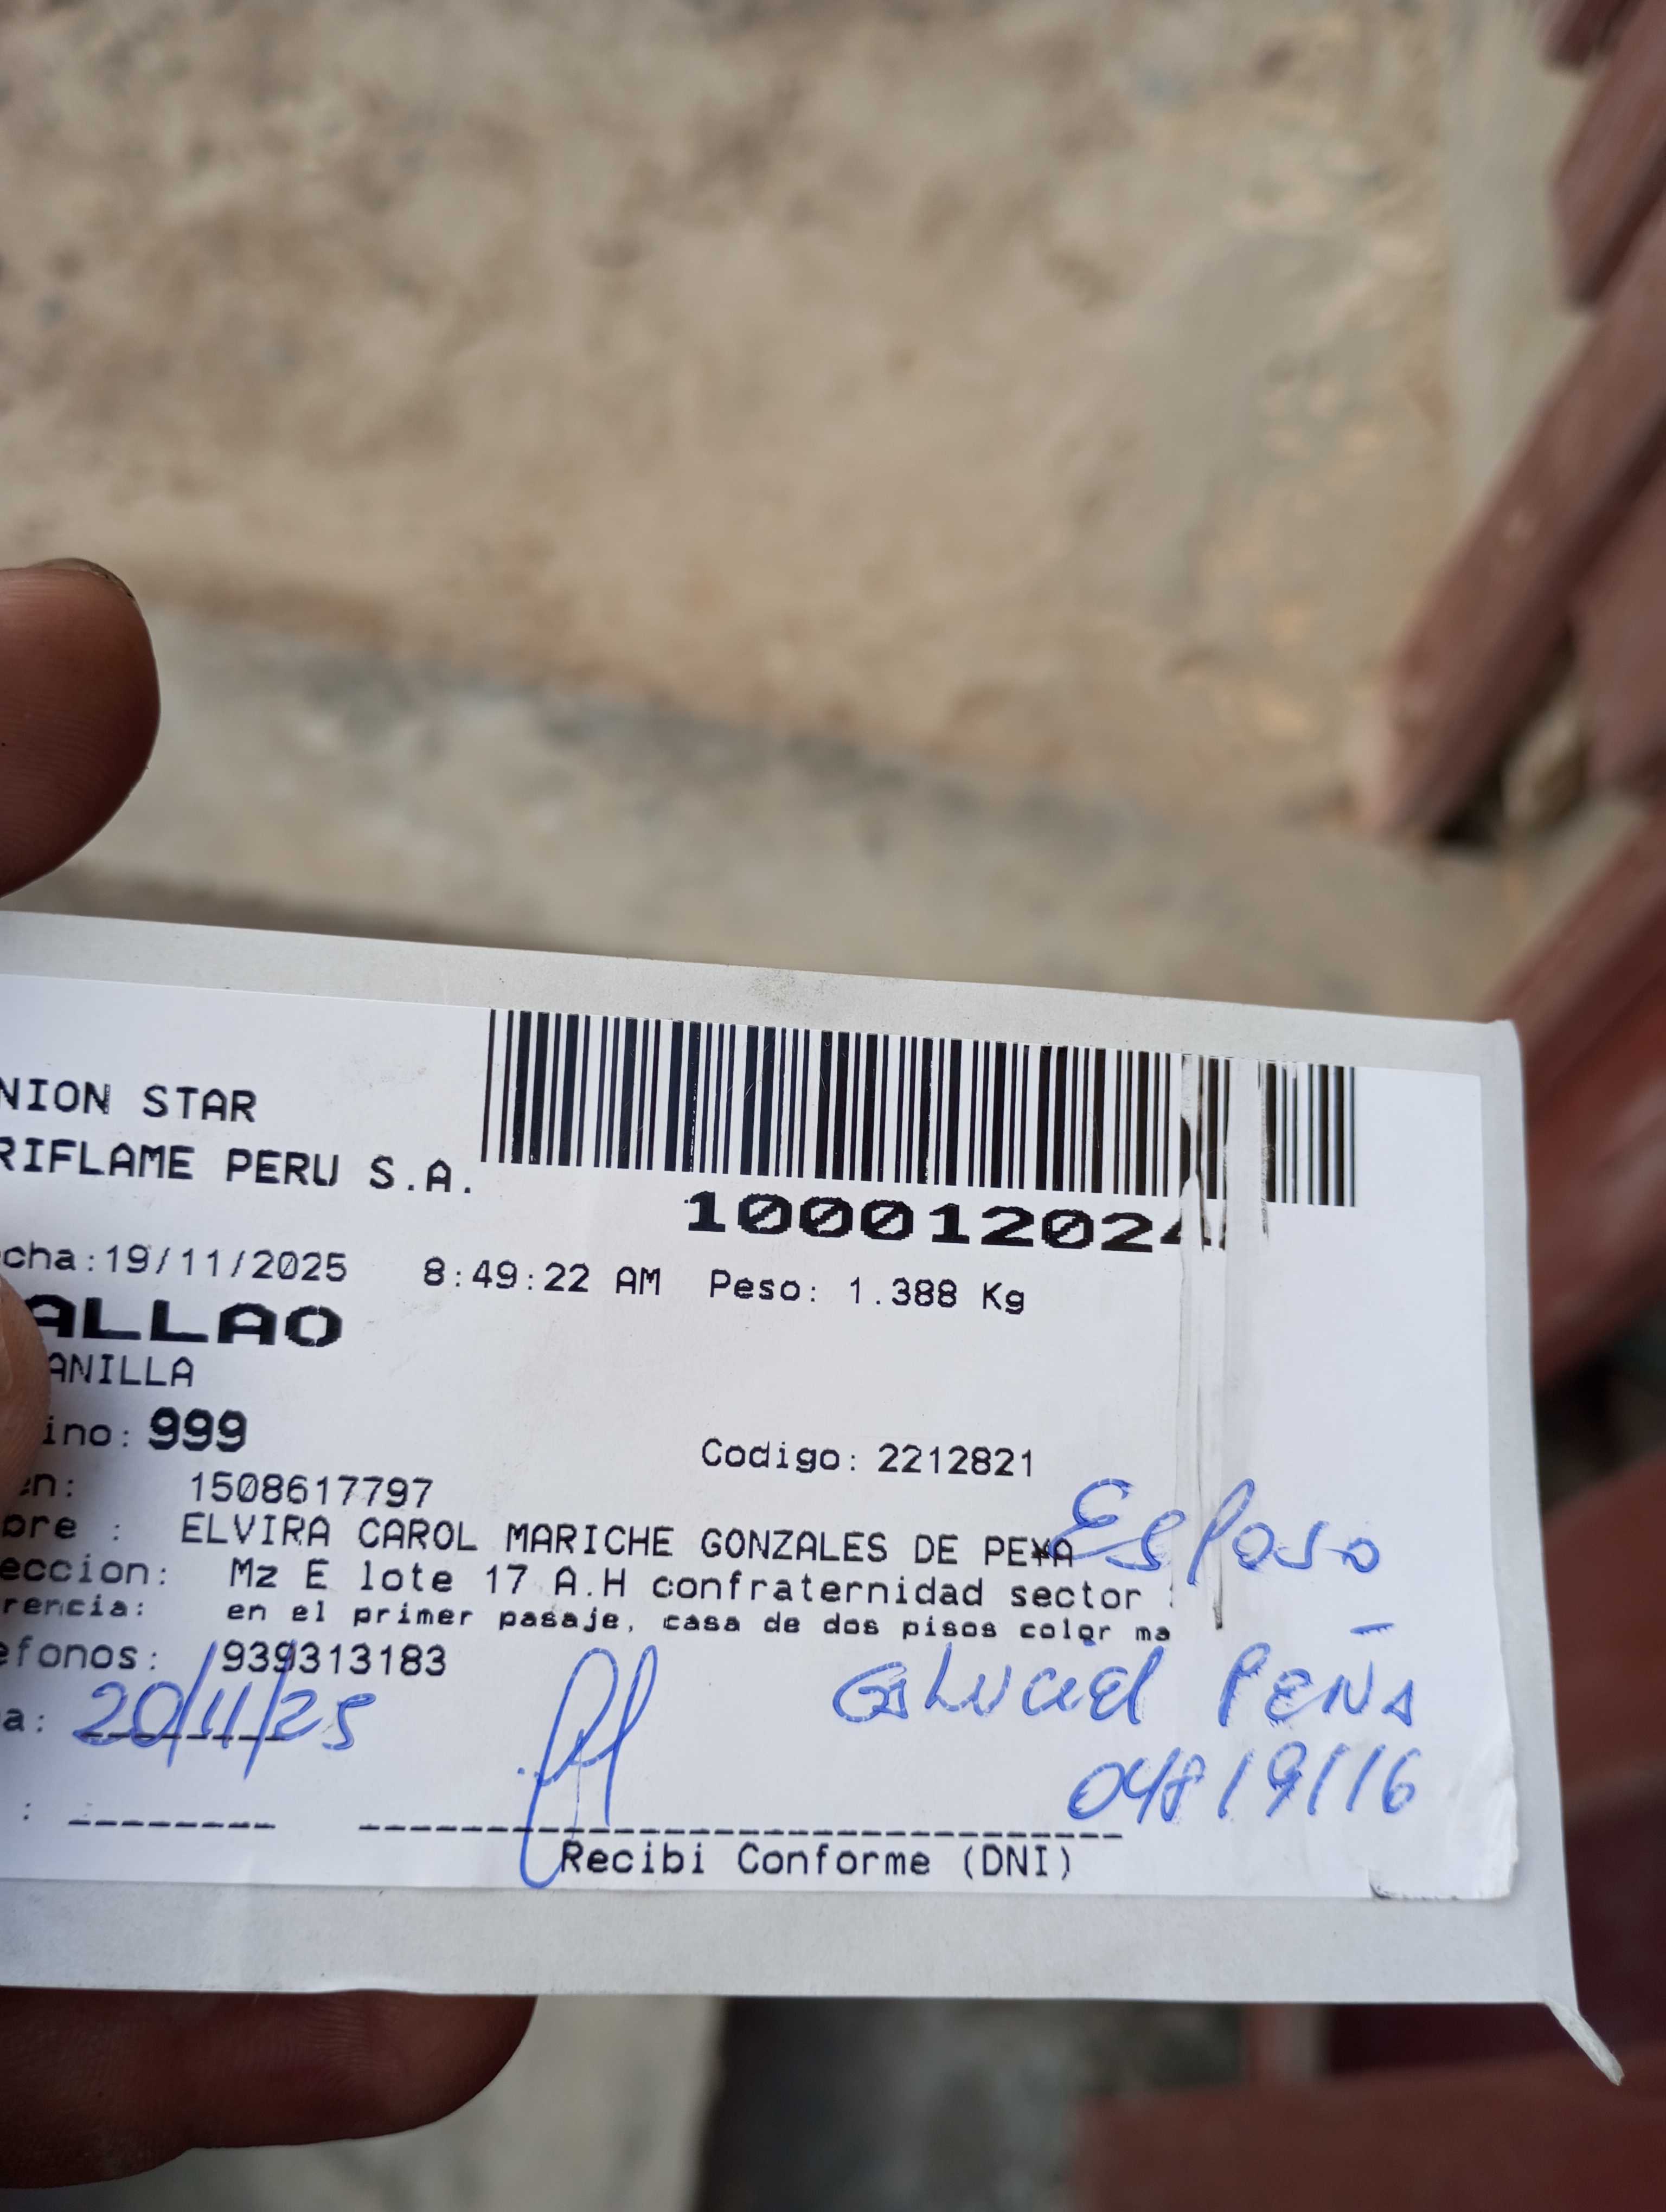 NION STAR
RIFLAME PERU S.A.
100012024
cha:19/11/2025 8:49:22 AM Peso: 1.388 Kg
ALLAO
ANILLA
ino: 999
Codigo: 2212821
en: 1508617797
bre : ELVIRA CAROL MARICHE GONZALES DE PE¥A
Esposo
eccion: Mz E lote 17 A.H confraternidad sector
rencia: en el primer pasaje, casa de dos pisos color ma
efonos: 939313183
PEÑA
a: 20/11/25
04819116
:
Recibi Conforme (DNI)